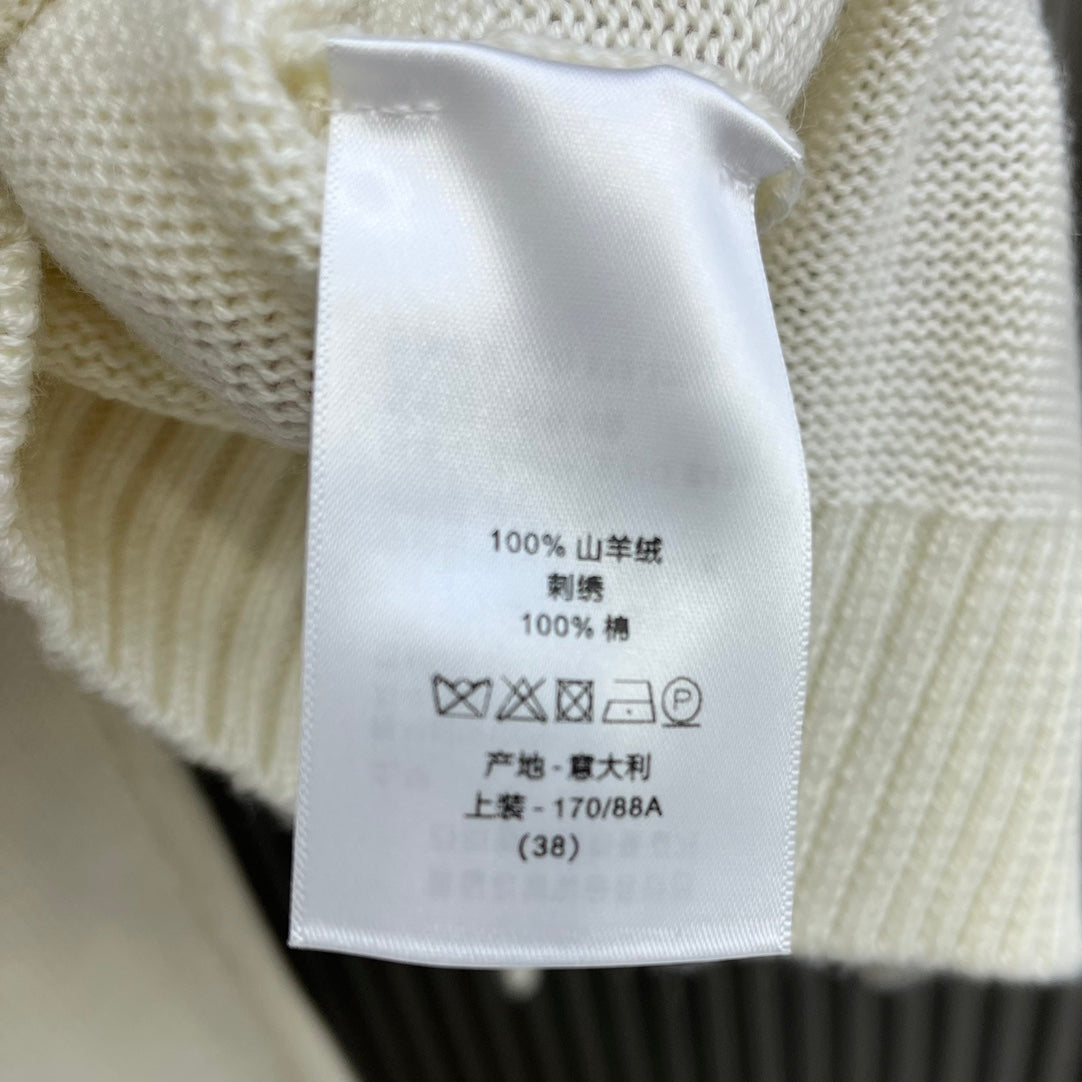 100% 山羊绒
刺绣
100% 棉
P
产地 - 意大利
上装 - 170/88A
(38)